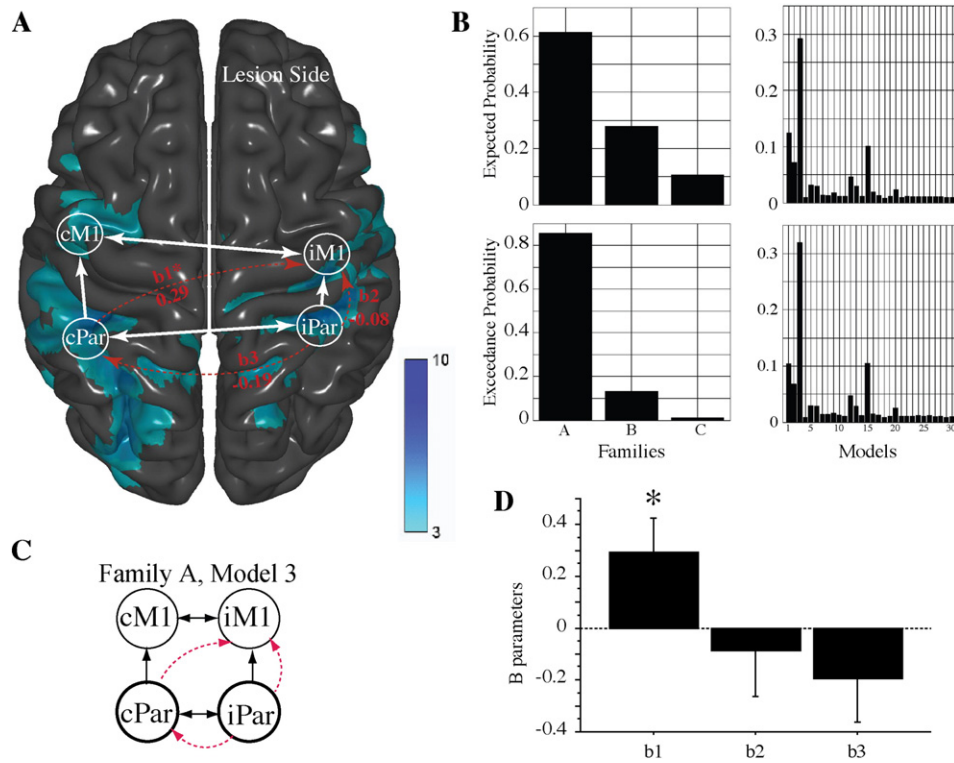 A
Lesion Side
cM1
iM1
b1*
0.29
b2
-0.08
cPar
iPar
b3
-0.19
10
3
B
Expected Probability
0.6
0.4
0.2
0
0.3
0.2
0.1
0
Exceedance Probability
0.8
0.6
0.4
0.2
0
A B C
Families
0.3
0.2
0.1
0
1 5 10 15 20 25 30
Models
C
Family A, Model 3
cM1 iM1
cPar iPar
D
*
B parameters
0.4
0.2
0
-0.2
-0.4
b1 b2 b3